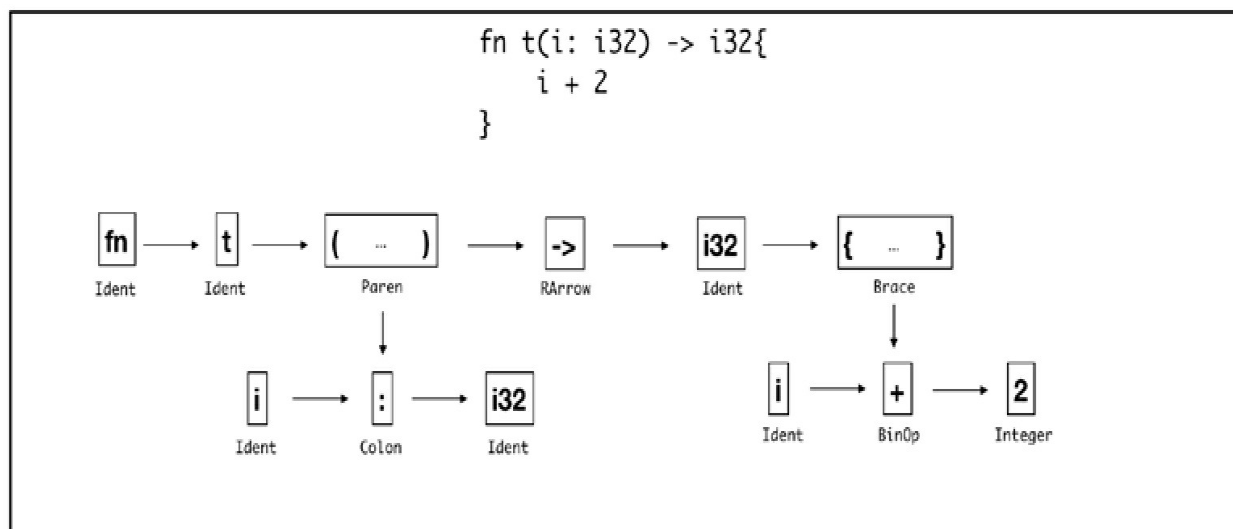 fn t(i: i32) -> i32{
i + 2
}
fn t ( ... ) -> i32 { ... }
Ident Ident Paren RArrow Ident Brace
i : i32 i + 2
Ident Colon Ident Ident BinOp Integer